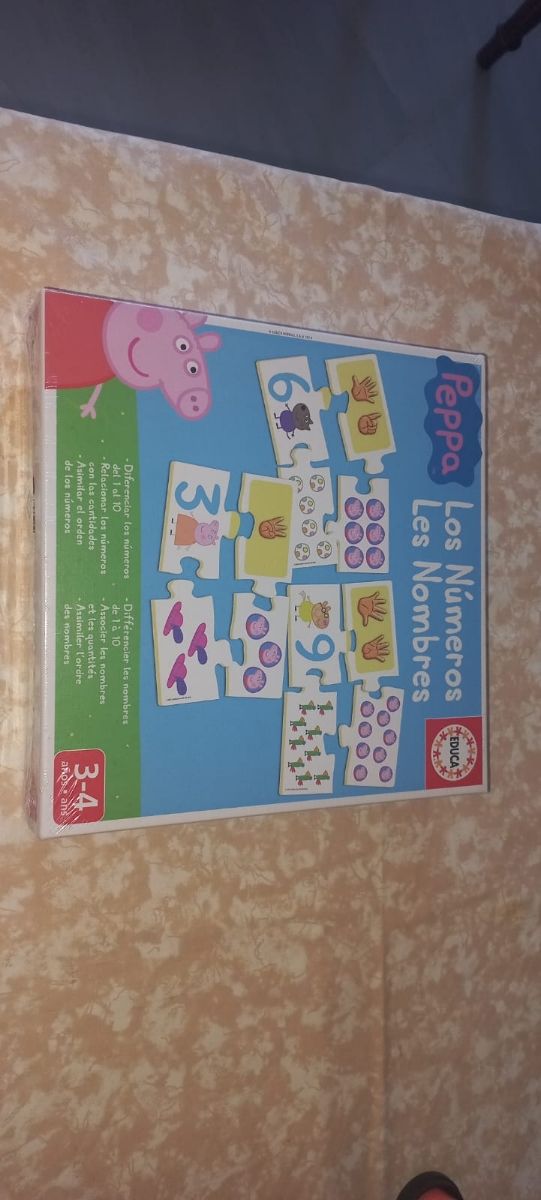 Peppa
Los Números
Les Nombres
EDUCA
6
3
9
• Diferenciar los números
del 1 al 10
• Relacionar los números
con las cantidades
• Asimilar el orden
de los números
• Différencier les nombres
de 1 à 10
• Associer les nombres
et les quantités
• Assimiler l'ordre
des nombres
3-4
años • ans